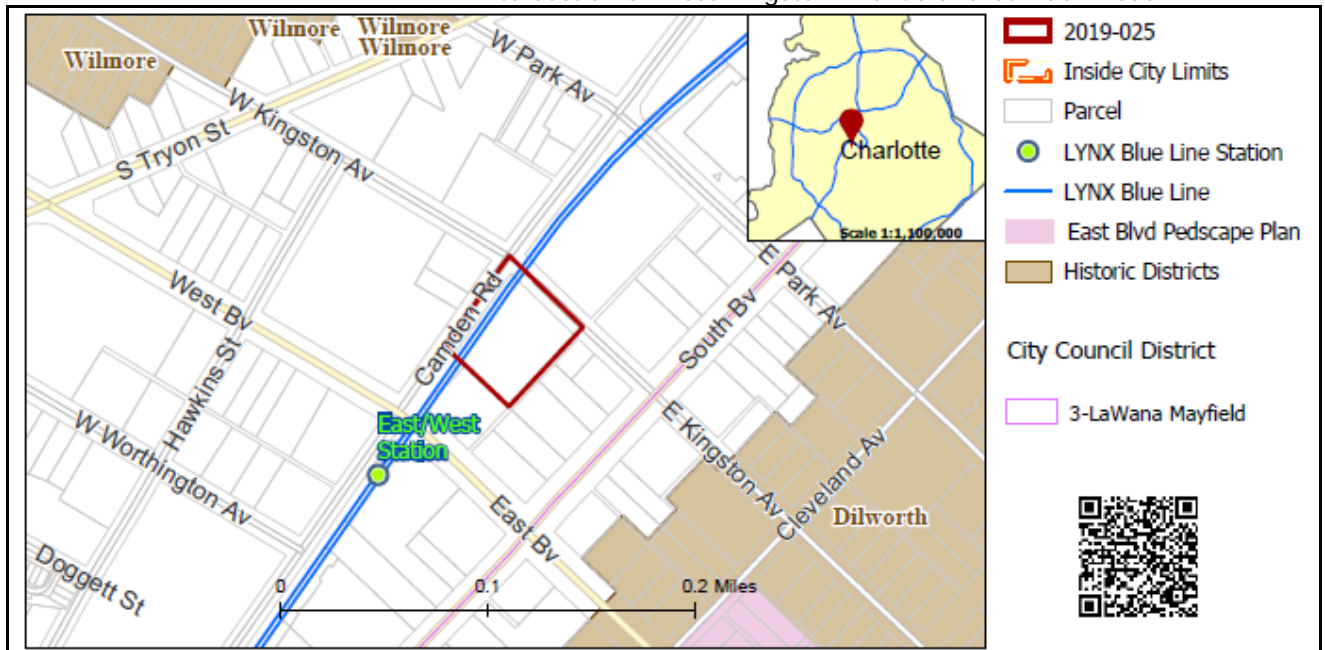 Wilmore
Wilmore
Wilmore
Wilmore
W Park Av
W Kingston Av
S Tryon St
Camden Rd
West Bv
Hawkins St
W Worthington Av
Doggett St
East/West
Station
East Bv
South Bv
E Park Av
E Kingston Av
Cleveland Av
Dilworth
0
0.1
0.2 Miles
Charlotte
Scale 1:1,100,000
2019-025
Inside City Limits
Parcel
LYNX Blue Line Station
LYNX Blue Line
East Blvd Pedscape Plan
Historic Districts
City Council District
3-LaWana Mayfield